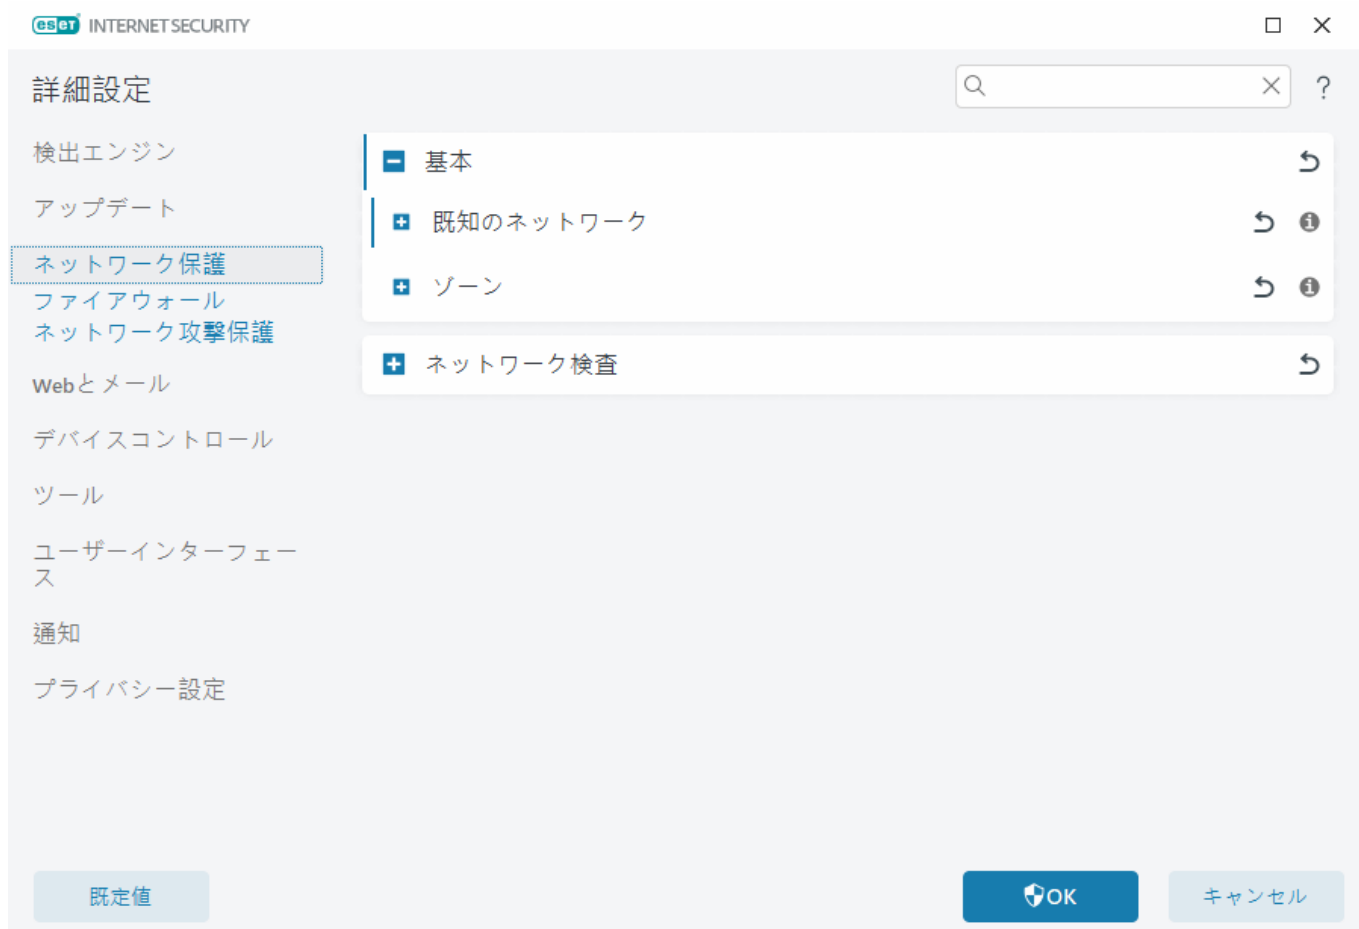 eset INTERNET SECURITY
詳細設定
?
検出エンジン
アップデート
ネットワーク保護
ファイアウォール
ネットワーク攻撃保護
Webとメール
デバイスコントロール
ツール
ユーザーインターフェー
ス
通知
プライバシー設定
基本
既知のネットワーク
ゾーン
ネットワーク検査
既定値
OK
キャンセル